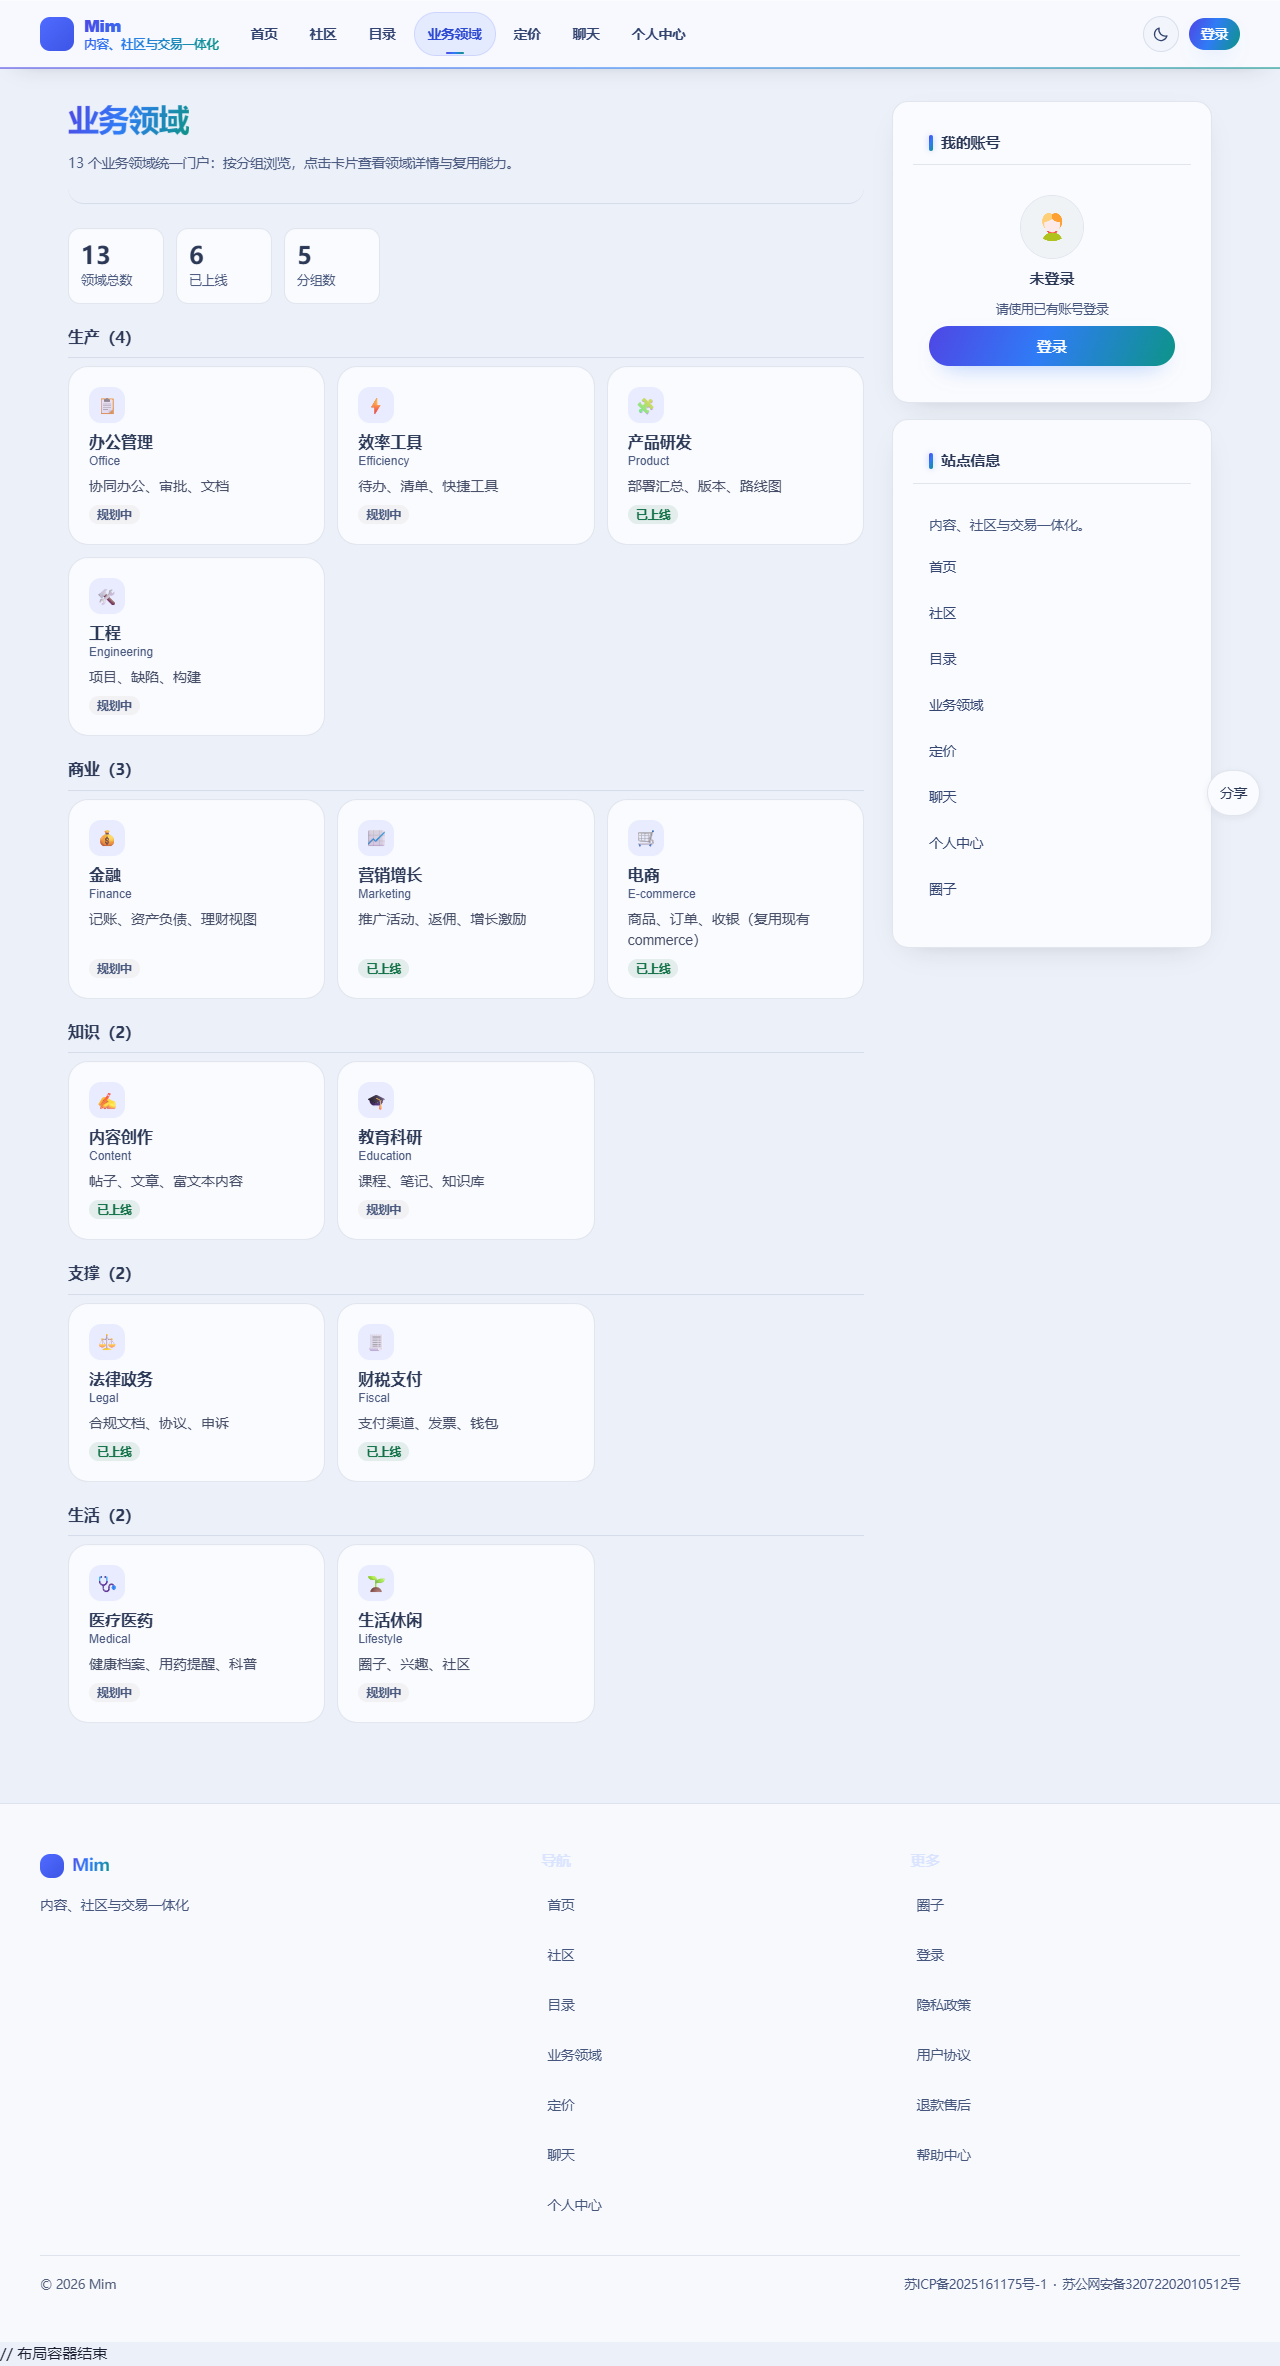 Mim
内容、社区与交易一体化
首页
社区
目录
业务领域
定价
聊天
个人中心
登录
业务领域
13 个业务领域统一门户：按分组浏览，点击卡片查看领域详情与复用能力。
13
领域总数
6
已上线
5
分组数
生产（4）
办公管理
Office
协同办公、审批、文档
规划中
效率工具
Efficiency
待办、清单、快捷工具
规划中
产品研发
Product
部署汇总、版本、路线图
已上线
工程
Engineering
项目、缺陷、构建
规划中
商业（3）
金融
Finance
记账、资产负债、理财视图
规划中
营销增长
Marketing
推广活动、返佣、增长激励
已上线
电商
E-commerce
商品、订单、收银（复用现有
commerce）
已上线
知识（2）
内容创作
Content
帖子、文章、富文本内容
已上线
教育科研
Education
课程、笔记、知识库
规划中
支撑（2）
法律政务
Legal
合规文档、协议、申诉
已上线
财税支付
Fiscal
支付渠道、发票、钱包
已上线
生活（2）
医疗医药
Medical
健康档案、用药提醒、科普
规划中
生活休闲
Lifestyle
圈子、兴趣、社区
规划中
我的账号
未登录
请使用已有账号登录
登录
站点信息
内容、社区与交易一体化。
首页
社区
目录
业务领域
定价
聊天
个人中心
圈子
分享
Mim
内容、社区与交易一体化
导航
首页
社区
目录
业务领域
定价
聊天
个人中心
更多
圈子
登录
隐私政策
用户协议
退款售后
帮助中心
© 2026 Mim
苏ICP备2025161175号-1 · 苏公网安备32072202010512号
// 布局容器结束